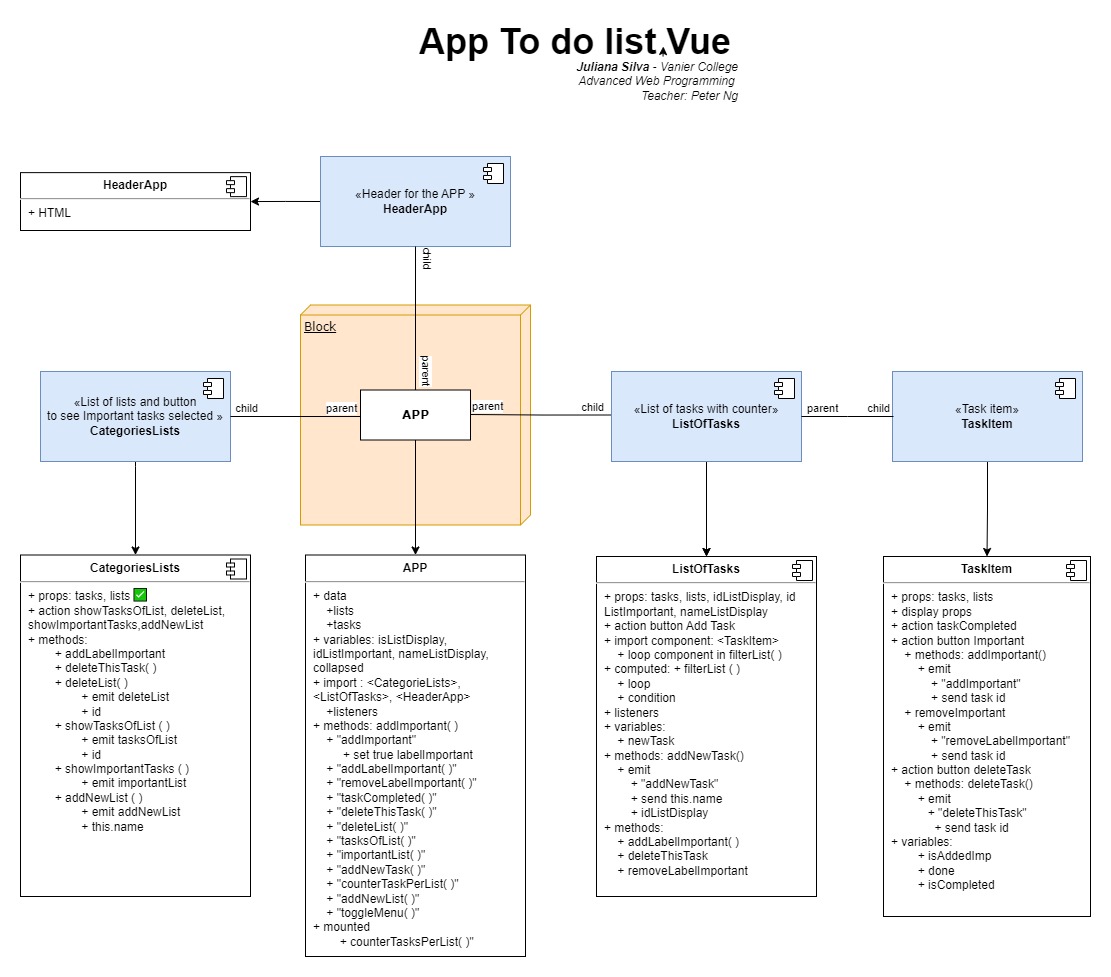 App To do list.Vue
Juliana Silva - Vanier College
Advanced Web Programming
Teacher: Peter Ng
HeaderApp
+ HTML
«Header for the APP »
HeaderApp
child
Block
parent
«List of lists and button
to see Important tasks selected »
CategoriesLists
child
parent
APP
parent
child
«List of tasks with counter»
ListOfTasks
parent
child
«Task item»
TaskItem
CategoriesLists
+ props: tasks, lists ✅
+ action showTasksOfList, deleteList,
showImportantTasks,addNewList
+ methods:
+ addLabelImportant
+ deleteThisTask( )
+ deleteList( )
+ emit deleteList
+ id
+ showTasksOfList ( )
+ emit tasksOfList
+ id
+ showImportantTasks ( )
+ emit importantList
+ addNewList ( )
+ emit addNewList
+ this.name
APP
+ data
+lists
+tasks
+ variables: isListDisplay,
idListImportant, nameListDisplay,
collapsed
+ import : <CategorieLists>,
<ListOfTasks>, <HeaderApp>
+listeners
+ methods: addImportant( )
+ "addImportant"
+ set true labelImportant
+ "addLabelImportant( )"
+ "removeLabelImportant( )"
+ "taskCompleted( )"
+ "deleteThisTask( )"
+ "deleteList( )"
+ "tasksOfList( )"
+ "importantList( )"
+ "addNewTask( )"
+ "counterTaskPerList( )"
+ "addNewList( )"
+ "toggleMenu( )"
+ mounted
+ counterTasksPerList( )"
ListOfTasks
+ props: tasks, lists, idListDisplay, id
ListImportant, nameListDisplay
+ action button Add Task
+ import component: <TaskItem>
+ loop component in filterList( )
+ computed: + filterList ( )
+ loop
+ condition
+ listeners
+ variables:
+ newTask
+ methods: addNewTask()
+ emit
+ "addNewTask"
+ send this.name
+ idListDisplay
+ methods:
+ addLabelImportant( )
+ deleteThisTask
+ removeLabelImportant
TaskItem
+ props: tasks, lists
+ display props
+ action taskCompleted
+ action button Important
+ methods: addImportant()
+ emit
+ "addImportant"
+ send task id
+ removeImportant
+ emit
+ "removeLabelImportant"
+ send task id
+ action button deleteTask
+ methods: deleteTask()
+ emit
+ "deleteThisTask"
+ send task id
+ variables:
+ isAddedImp
+ done
+ isCompleted